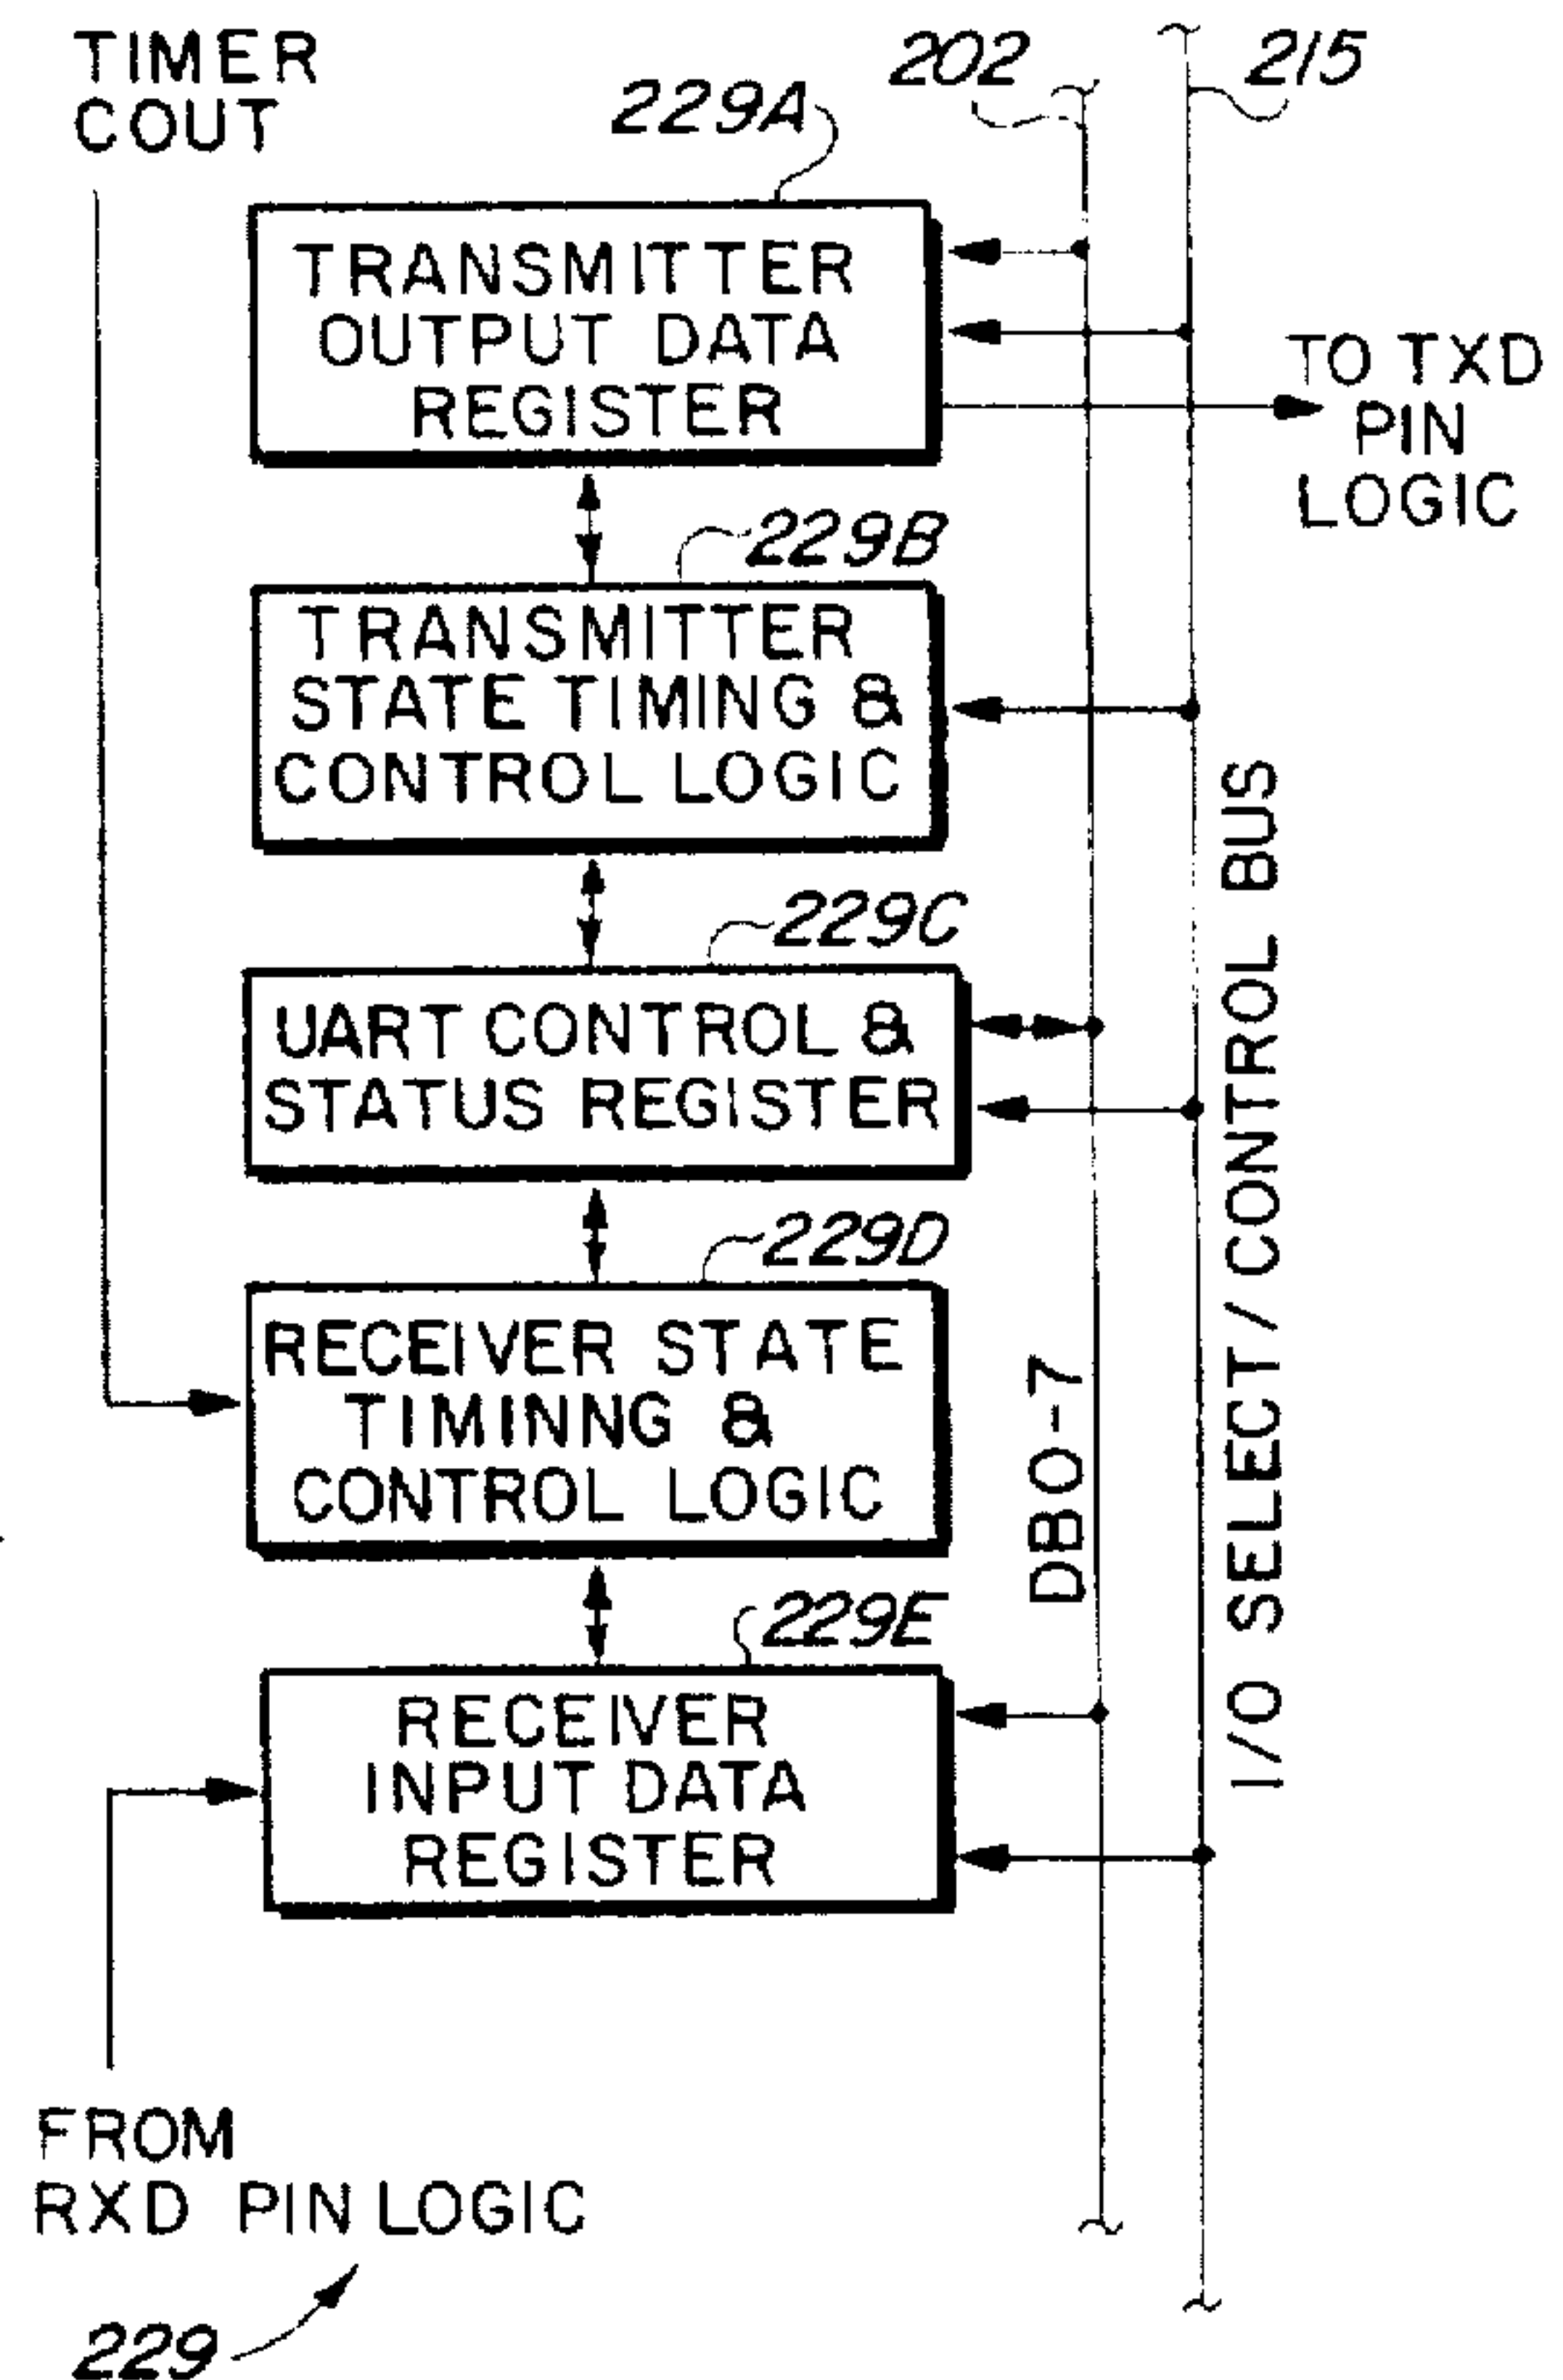 TIMER
COUT
229A
202
215
TRANSMITTER
OUTPUT DATA
REGISTER
TO TXD
PIN
LOGIC
229B
TRANSMITTER
STATE TIMING &
CONTROL LOGIC
229C
UART CONTROL &
STATUS REGISTER
229D
RECEIVER STATE
TIMINNG &
CONTROL LOGIC
DB0-7
I/O SELECT/CONTROL BUS
229E
RECEIVER
INPUT DATA
REGISTER
FROM
RXD PIN LOGIC
229